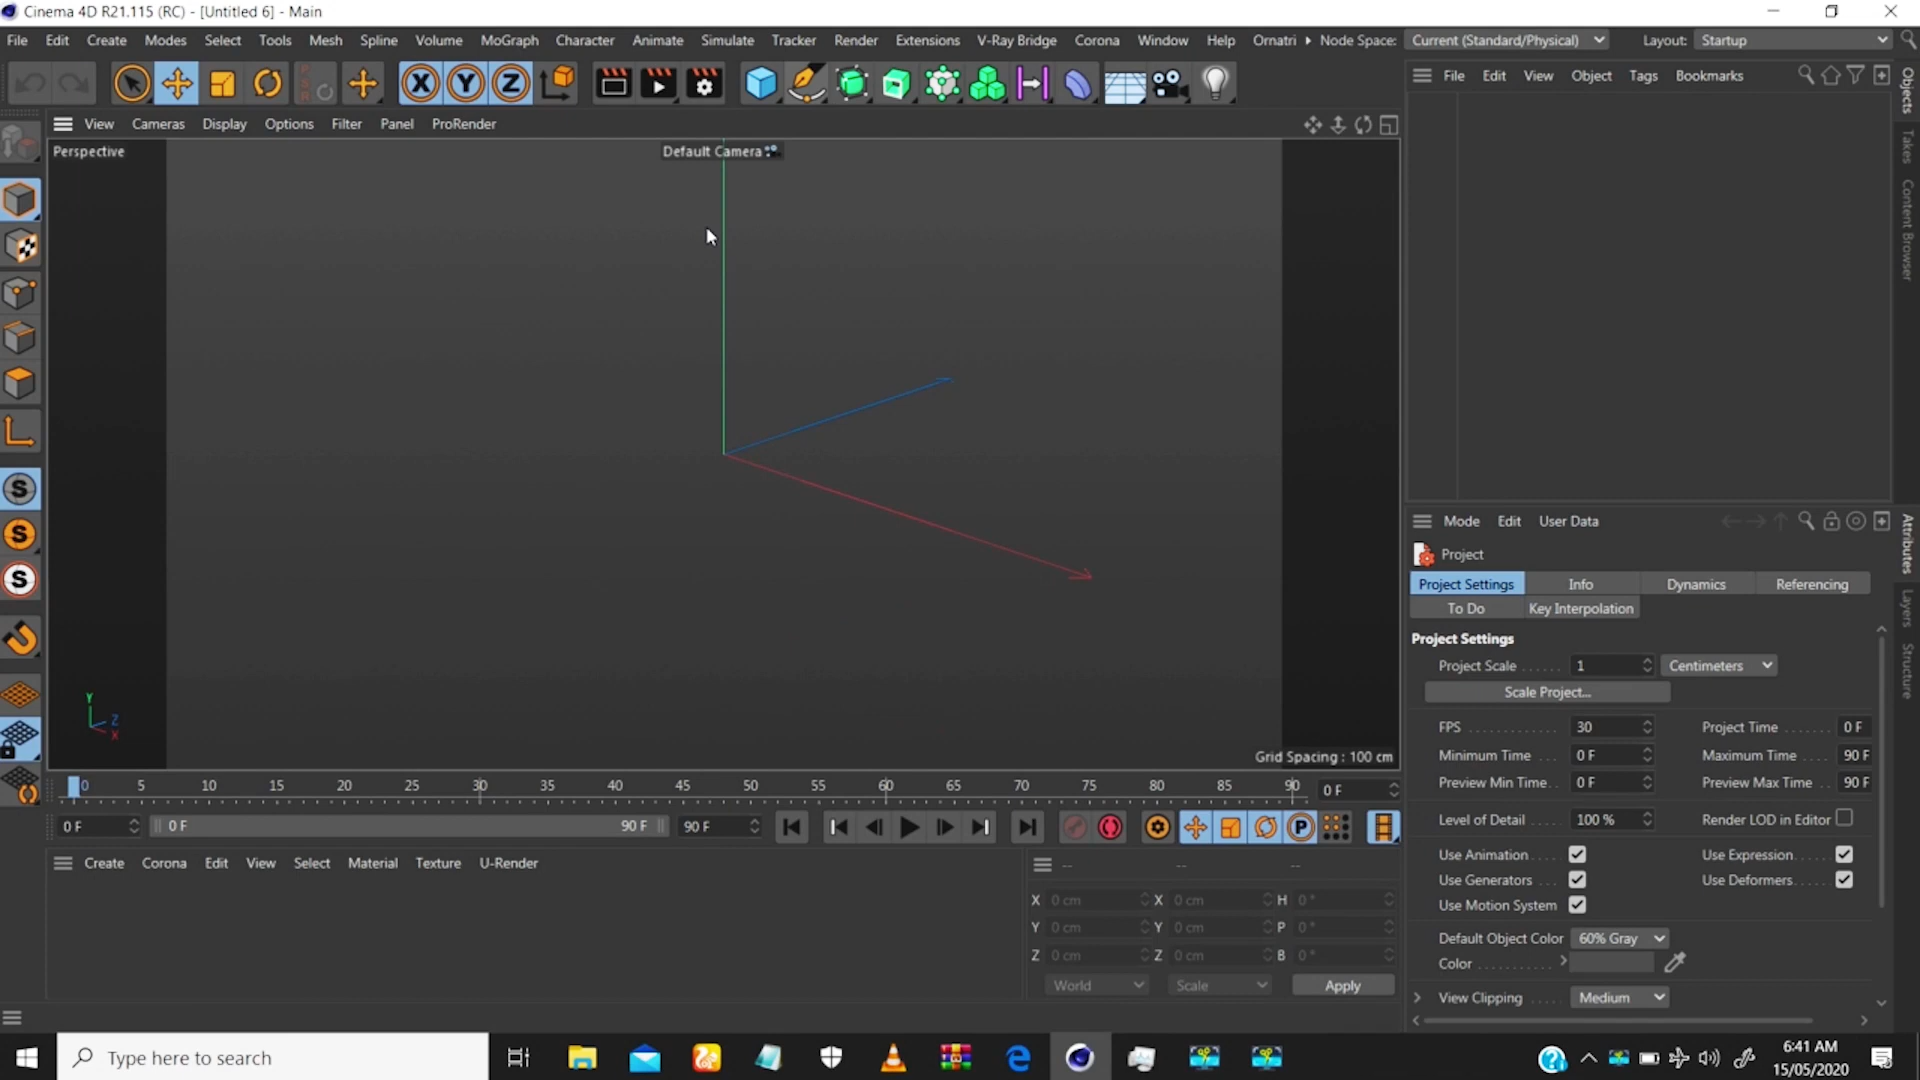 Cinema 4D R21.115 (RC) - [Untitled 6] - Main
File Edit Create Modes Select Tools Mesh Spline Volume MoGraph Character Animate Simulate Tracker Render Extensions V-Ray Bridge Corona Window Help Ornatri Node Space: Current (Standard/Physical) Layout: Startup
X Y Z
File Edit View Object Tags Bookmarks
Objects
Takes
Content Browser
View Cameras Display Options Filter Panel ProRender
Perspective
Default Camera
S
S
S
Y
Z
X
Grid Spacing : 100 cm
Mode Edit User Data
Attributes
Layers
Structure
Project
Project Settings Info Dynamics Referencing
To Do Key Interpolation
Project Settings
Project Scale 1 Centimeters
Scale Project...
FPS 30 Project Time 0 F
Minimum Time 0 F Maximum Time 90 F
Preview Min Time 0 F Preview Max Time 90 F
Level of Detail 100 % Render LOD in Editor
Use Animation Use Expression
Use Generators Use Deformers
Use Motion System
Default Object Color 60% Gray
Color
View Clipping Medium
0 5 10 15 20 25 30 35 40 45 50 55 60 65 70 75 80 85 90 0 F
0 F 0 F 90 F 90 F P
Create Corona Edit View Select Material Texture U-Render
-- -- --
X 0 cm X 0 cm H 0 °
Y 0 cm Y 0 cm P 0 °
Z 0 cm Z 0 cm B 0 °
World Scale Apply
Type here to search
6:41 AM
15/05/2020